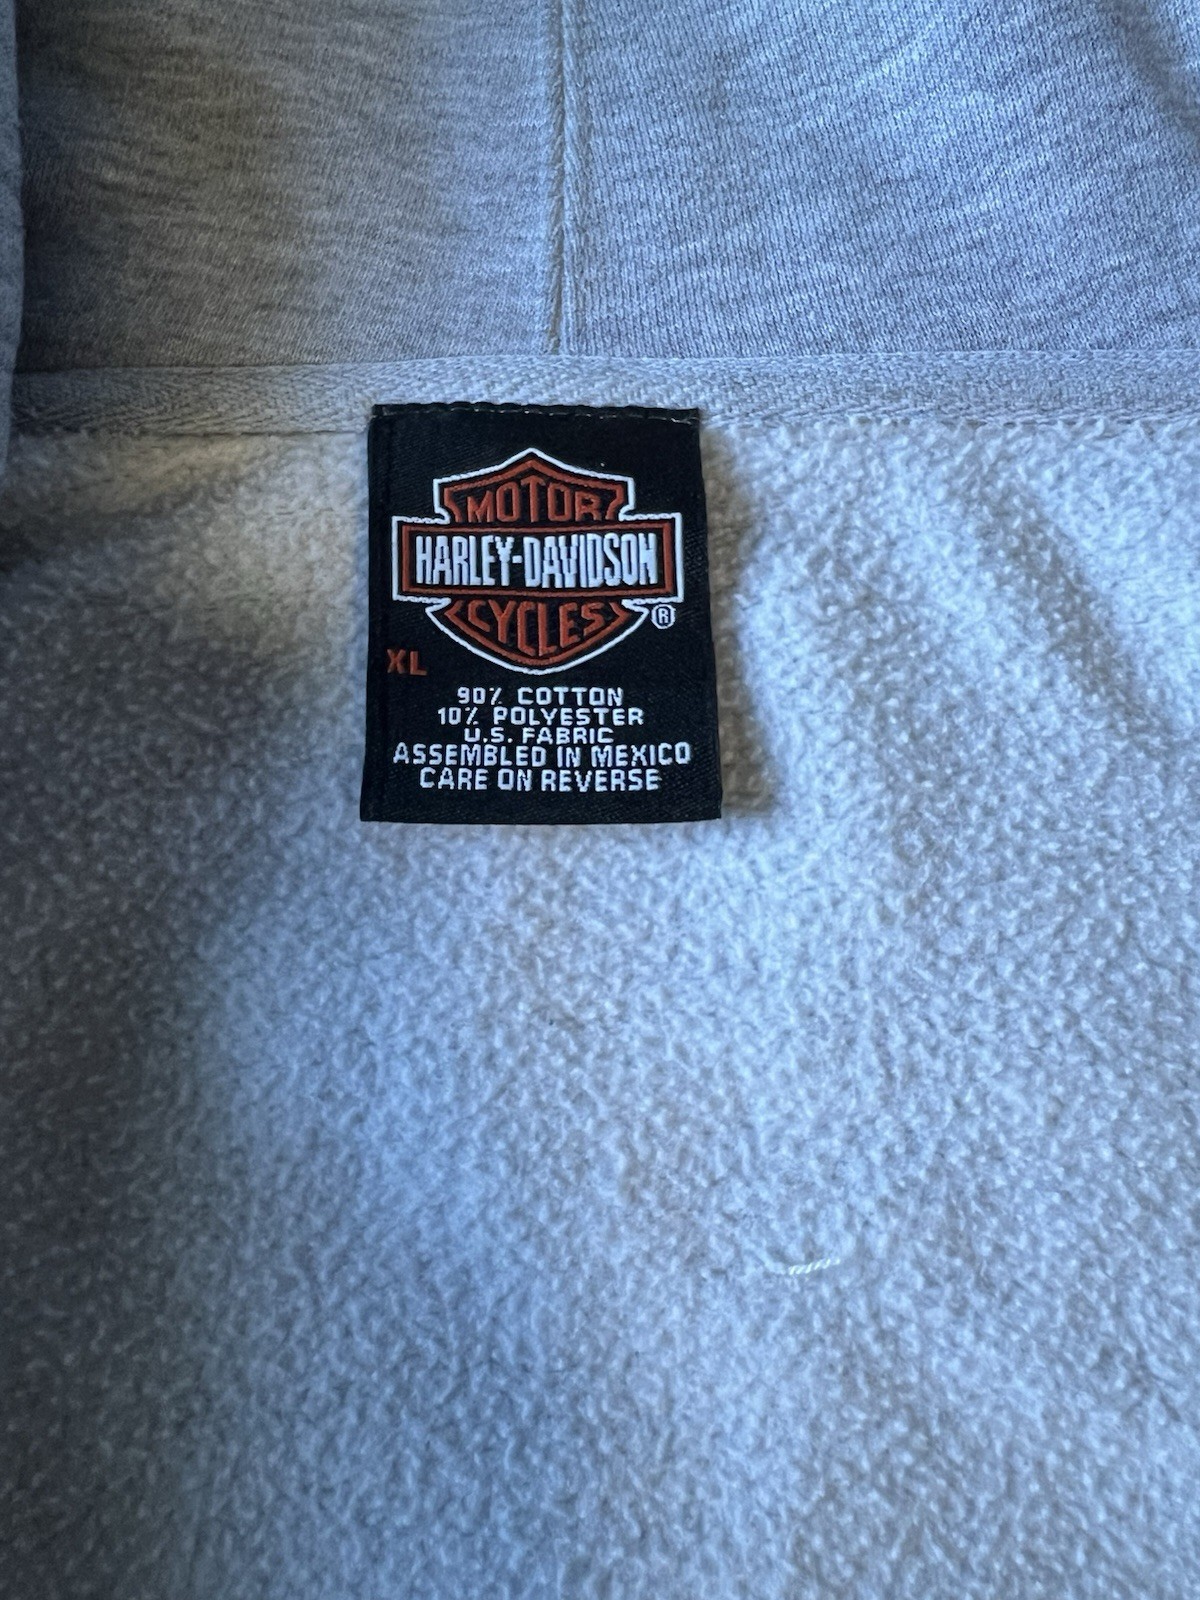 MOTOR
HARLEY-DAVIDSON
CYCLES ®
XL
90% COTTON
10% POLYESTER
U.S. FABRIC
ASSEMBLED IN MEXICO
CARE ON REVERSE